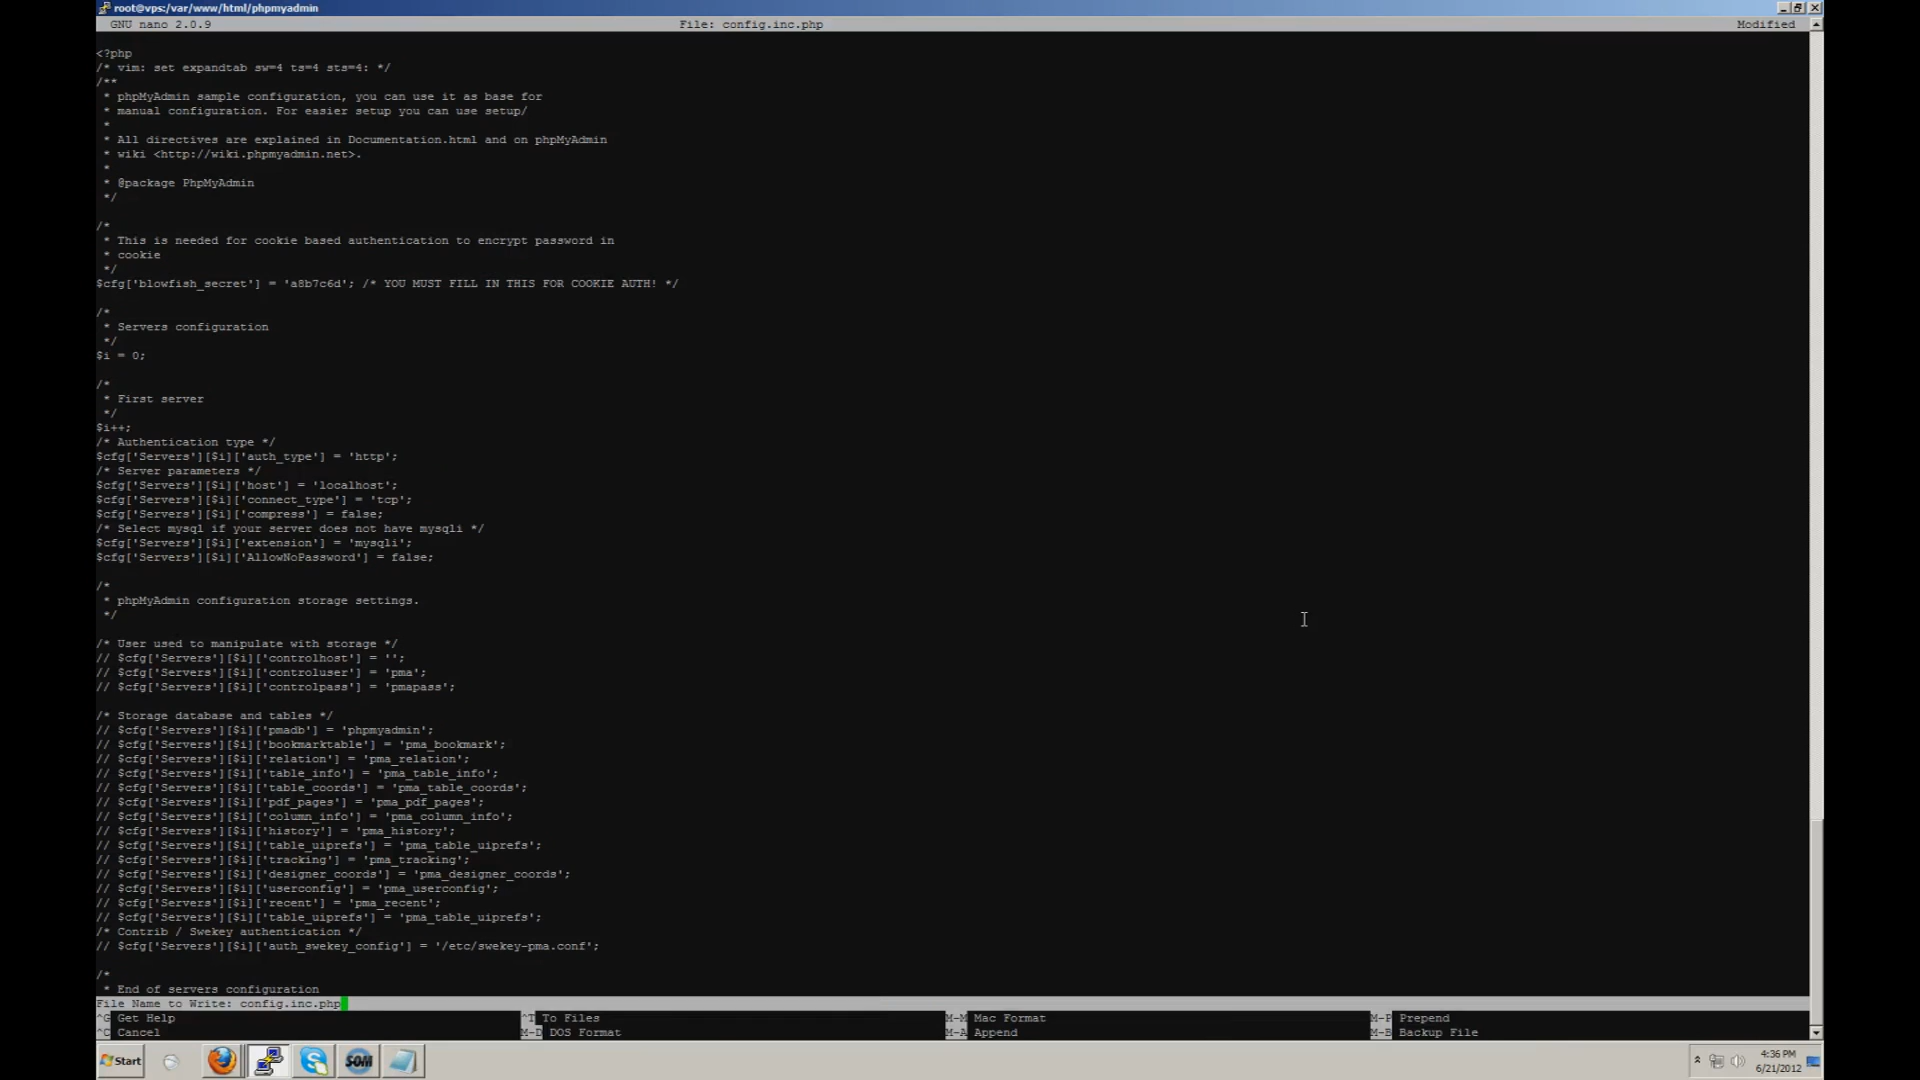 root@vps:/var/www/html/phpmyadmin
GNU nano 2.0.9 File: config.inc.php Modified
<?php
/* vim: set expandtab sw=4 ts=4 sts=4: */
/**
 * phpMyAdmin sample configuration, you can use it as base for
 * manual configuration. For easier setup you can use setup/
 *
 * All directives are explained in Documentation.html and on phpMyAdmin
 * wiki <http://wiki.phpmyadmin.net>.
 *
 * @package PhpMyAdmin
 */
/*
 * This is needed for cookie based authentication to encrypt password in
 * cookie
 */
$cfg['blowfish_secret'] = 'a8b7c6d'; /* YOU MUST FILL IN THIS FOR COOKIE AUTH! */
/*
 * Servers configuration
 */
$i = 0;
/*
 * First server
 */
$i++;
/* Authentication type */
$cfg['Servers'][$i]['auth_type'] = 'http';
/* Server parameters */
$cfg['Servers'][$i]['host'] = 'localhost';
$cfg['Servers'][$i]['connect_type'] = 'tcp';
$cfg['Servers'][$i]['compress'] = false;
/* Select mysql if your server does not have mysqli */
$cfg['Servers'][$i]['extension'] = 'mysqli';
$cfg['Servers'][$i]['AllowNoPassword'] = false;
/*
 * phpMyAdmin configuration storage settings.
 */
/* User used to manipulate with storage */
// $cfg['Servers'][$i]['controlhost'] = '';
// $cfg['Servers'][$i]['controluser'] = 'pma';
// $cfg['Servers'][$i]['controlpass'] = 'pmapass';
/* Storage database and tables */
// $cfg['Servers'][$i]['pmadb'] = 'phpmyadmin';
// $cfg['Servers'][$i]['bookmarktable'] = 'pma_bookmark';
// $cfg['Servers'][$i]['relation'] = 'pma_relation';
// $cfg['Servers'][$i]['table_info'] = 'pma_table_info';
// $cfg['Servers'][$i]['table_coords'] = 'pma_table_coords';
// $cfg['Servers'][$i]['pdf_pages'] = 'pma_pdf_pages';
// $cfg['Servers'][$i]['column_info'] = 'pma_column_info';
// $cfg['Servers'][$i]['history'] = 'pma_history';
// $cfg['Servers'][$i]['table_uiprefs'] = 'pma_table_uiprefs';
// $cfg['Servers'][$i]['tracking'] = 'pma_tracking';
// $cfg['Servers'][$i]['designer_coords'] = 'pma_designer_coords';
// $cfg['Servers'][$i]['userconfig'] = 'pma_userconfig';
// $cfg['Servers'][$i]['recent'] = 'pma_recent';
// $cfg['Servers'][$i]['table_uiprefs'] = 'pma_table_uiprefs';
/* Contrib / Swekey authentication */
// $cfg['Servers'][$i]['auth_swekey_config'] = '/etc/swekey-pma.conf';
/*
 * End of servers configuration
File Name to Write: config.inc.php
^G Get Help ^T To Files M-M Mac Format M-P Prepend
^C Cancel M-D DOS Format M-A Append M-B Backup File
Start SOM 4:36 PM
6/21/2012